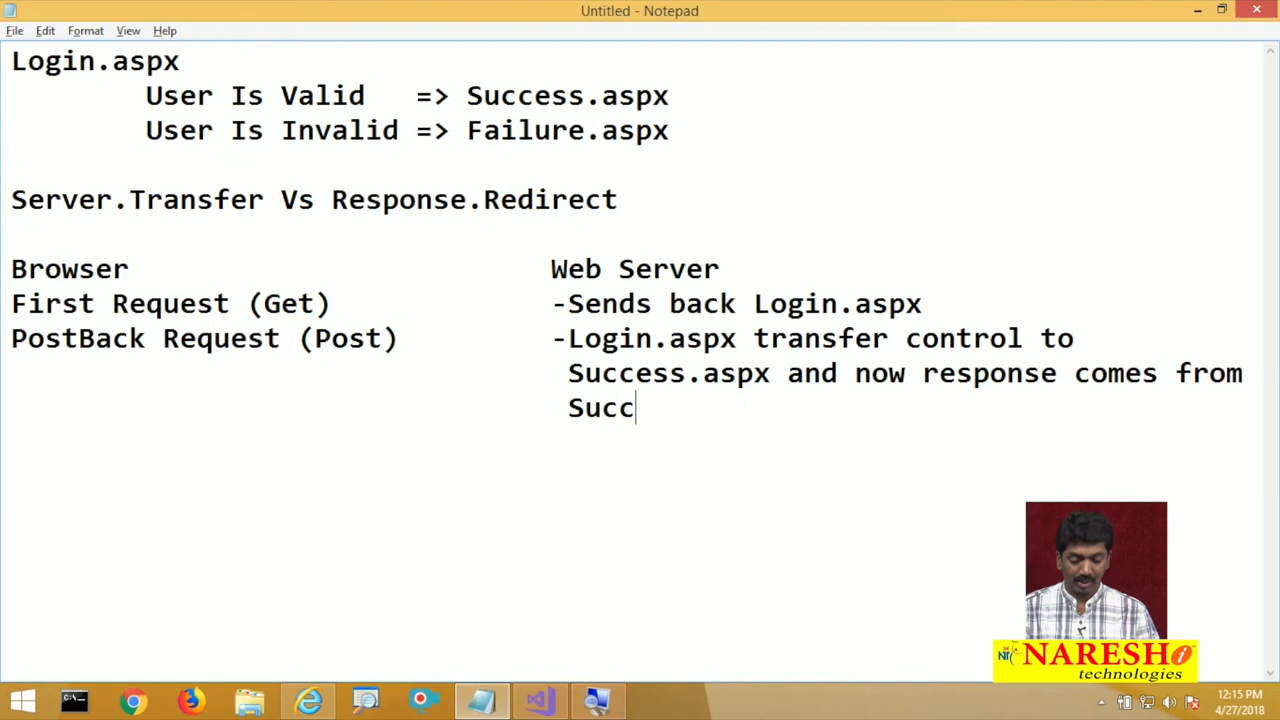 Untitled - Notepad
File Edit Format View Help
Login.aspx
User Is Valid => Success.aspx
User Is Invalid => Failure.aspx
Server.Transfer Vs Response.Redirect
Browser Web Server
First Request (Get) -Sends back Login.aspx
PostBack Request (Post) -Login.aspx transfer control to
Success.aspx and now response comes from
Succ
NARESH i
technologies
12:15 PM
4/27/2018